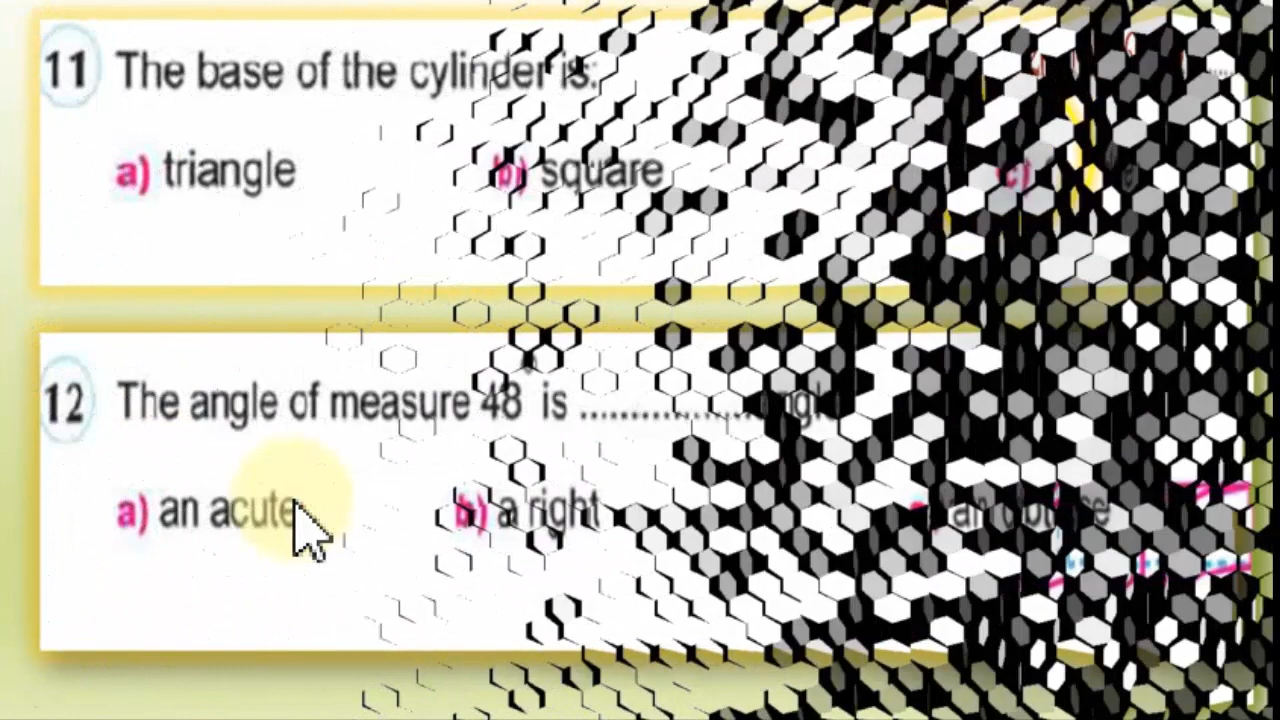 11 The base of the cylinder is:
a) triangle b) square c)
12 The angle of measure 48 is .................
a) an acute b) a right an